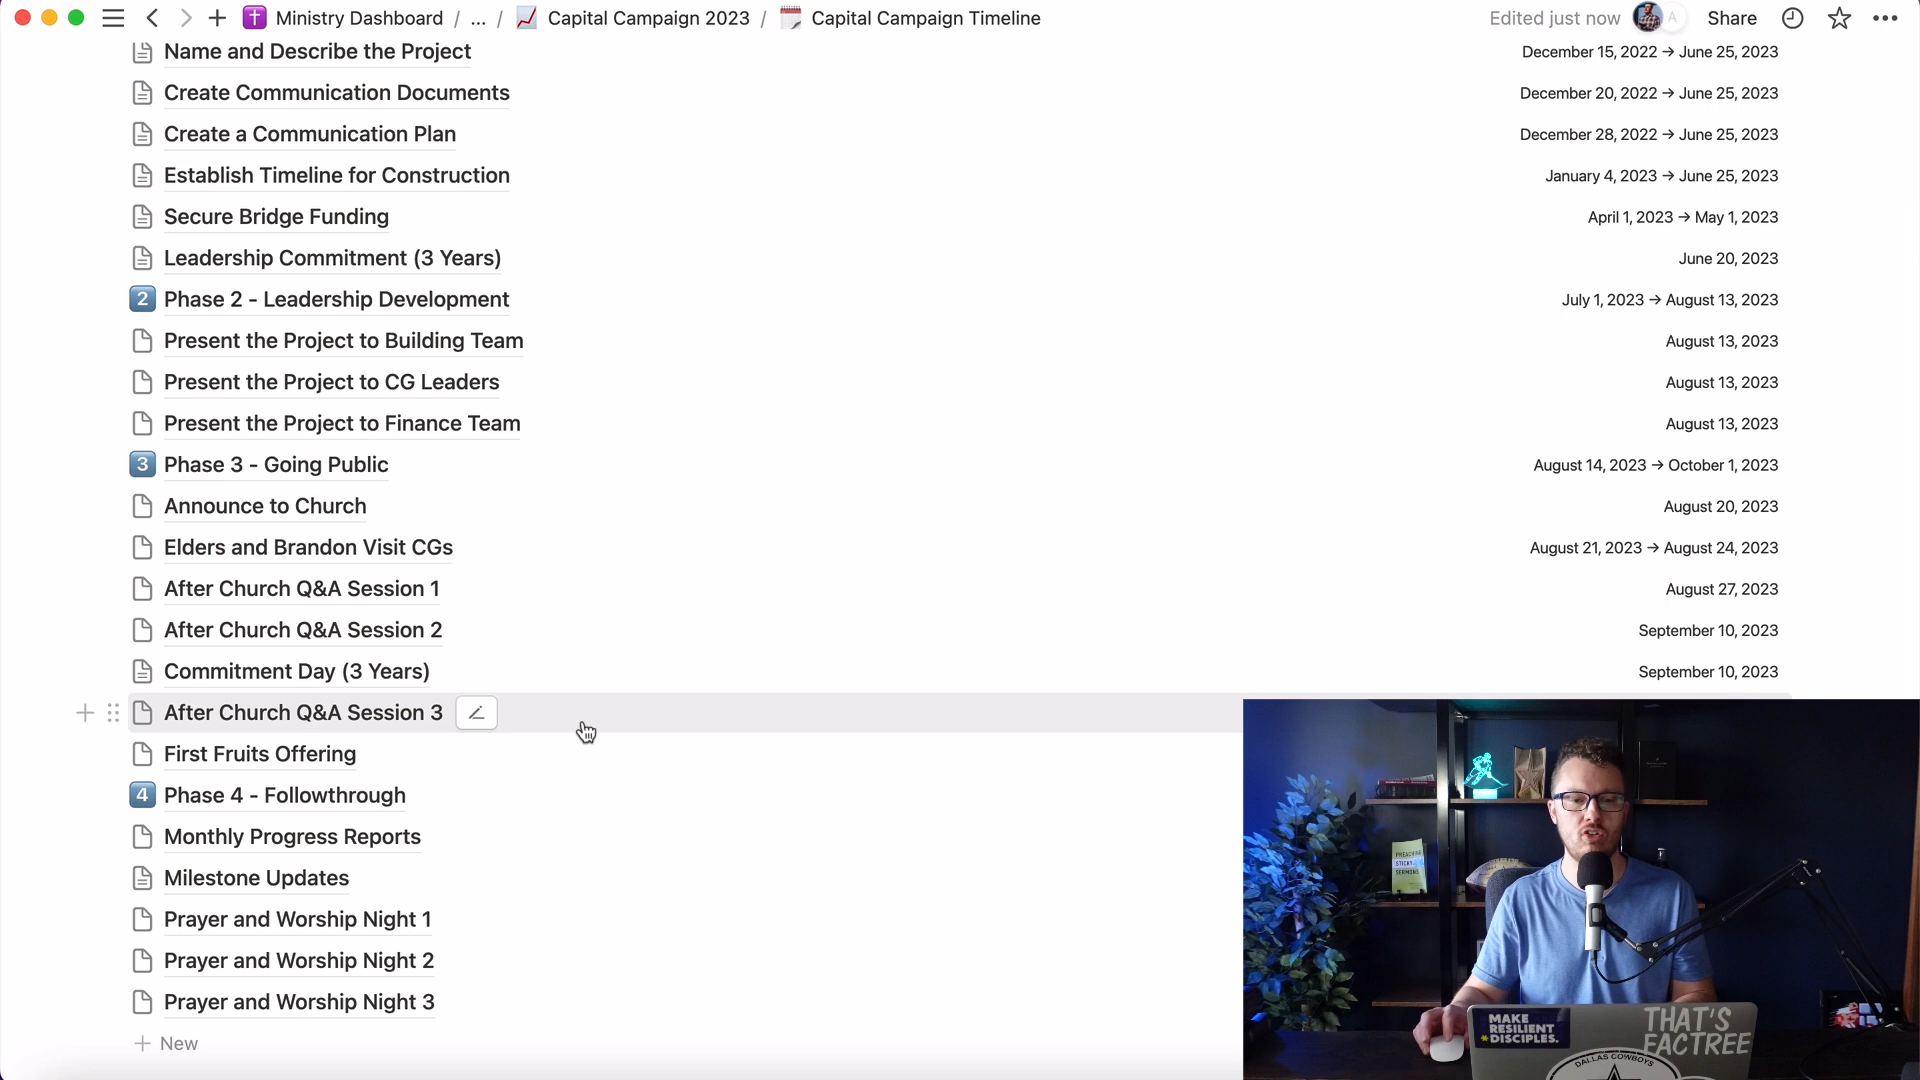 Ministry Dashboard / ... / Capital Campaign 2023 / Capital Campaign Timeline
Edited just now A Share
Name and Describe the Project December 15, 2022 → June 25, 2023
Create Communication Documents December 20, 2022 → June 25, 2023
Create a Communication Plan December 28, 2022 → June 25, 2023
Establish Timeline for Construction January 4, 2023 → June 25, 2023
Secure Bridge Funding April 1, 2023 → May 1, 2023
Leadership Commitment (3 Years) June 20, 2023
2 Phase 2 - Leadership Development July 1, 2023 → August 13, 2023
Present the Project to Building Team August 13, 2023
Present the Project to CG Leaders August 13, 2023
Present the Project to Finance Team August 13, 2023
3 Phase 3 - Going Public August 14, 2023 → October 1, 2023
Announce to Church August 20, 2023
Elders and Brandon Visit CGs August 21, 2023 → August 24, 2023
After Church Q&A Session 1 August 27, 2023
After Church Q&A Session 2 September 10, 2023
Commitment Day (3 Years) September 10, 2023
After Church Q&A Session 3
First Fruits Offering
4 Phase 4 - Followthrough
Monthly Progress Reports
Milestone Updates
Prayer and Worship Night 1
Prayer and Worship Night 2
Prayer and Worship Night 3
+ New
PREACHING
STICKY
SERMONS
MAKE
RESILIENT
*DISCIPLES.
THAT'S
FACTREE
DALLAS COWBOYS